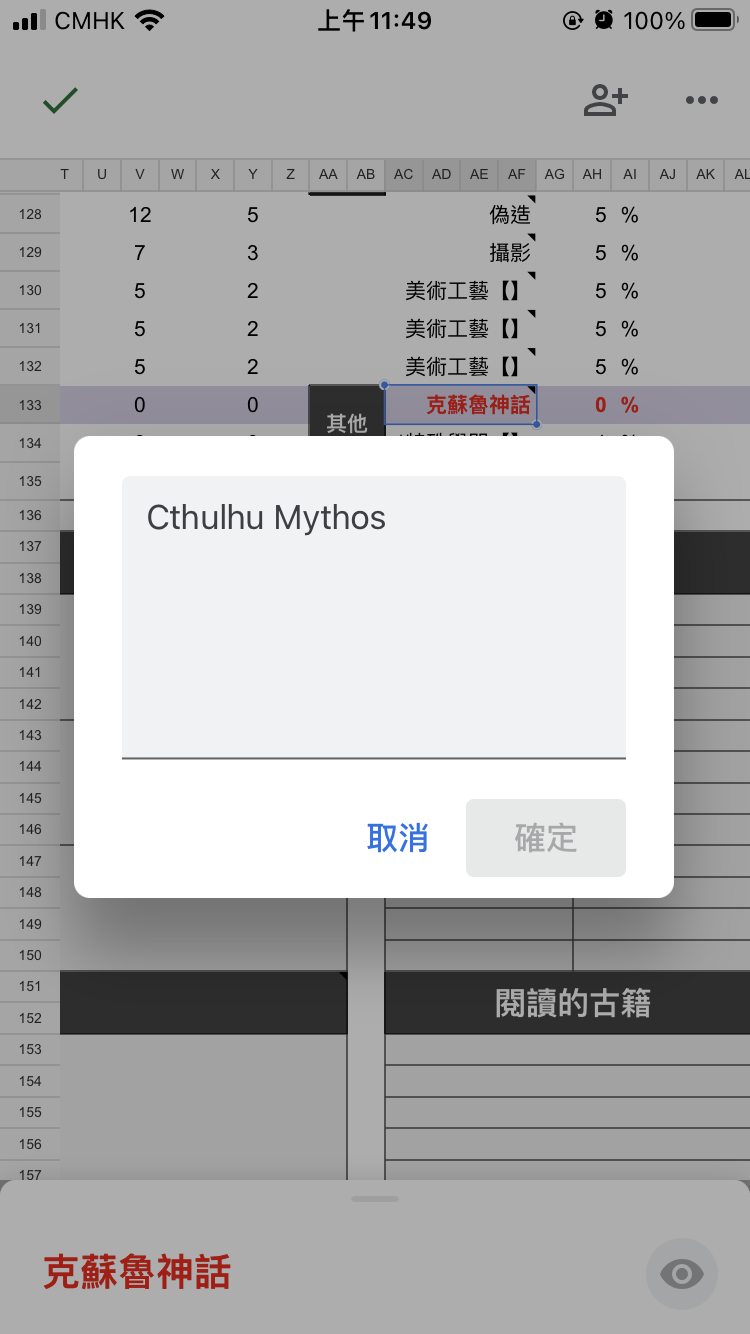 CMHK 上午11:49 100%
T U V W X Y Z AA AB AC AD AE AF AG AH AI AJ AK AL
128 12 5 偽造 5 %
129 7 3 攝影 5 %
130 5 2 美術工藝【】 5 %
131 5 2 美術工藝【】 5 %
132 5 2 美術工藝【】 5 %
133 0 0 克蘇魯神話 0 %
其他
134
135
136
137
138
139
140
141
142
143
144
145
146
147
148
149
150
151
152
153
154
155
156
157
Cthulhu Mythos
取消 確定
閱讀的古籍
克蘇魯神話